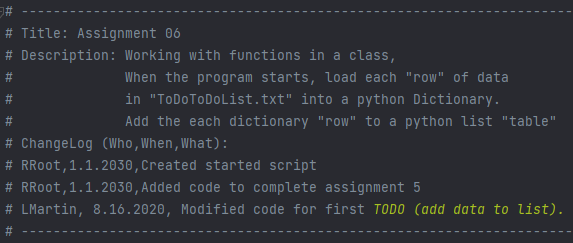 # ------------------------------------------------------------------------
# Title: Assignment 06
# Description: Working with functions in a class,
#              When the program starts, load each "row" of data
#              in "ToDoToDoList.txt" into a python Dictionary.
#              Add the each dictionary "row" to a python list "table"
# ChangeLog (Who,When,What):
# RRoot,1.1.2030,Created started script
# RRoot,1.1.2030,Added code to complete assignment 5
# LMartin, 8.16.2020, Modified code for first TODO (add data to list).
# ------------------------------------------------------------------------